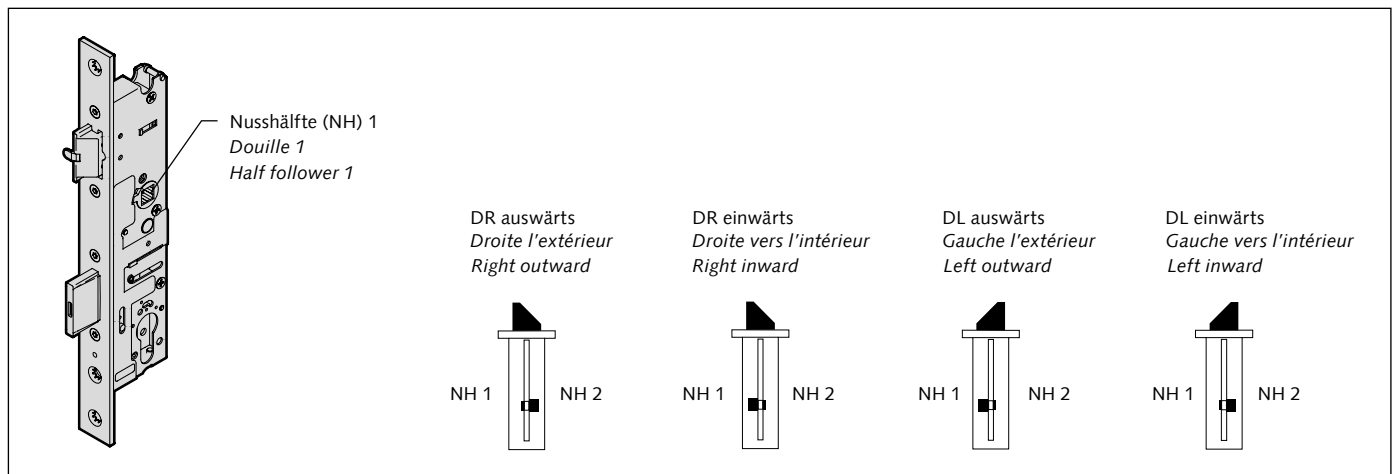 Nusshälfte (NH) 1
Douille 1
Half follower 1
DR auswärts
Droite l'extérieur
Right outward
DR einwärts
Droite vers l'intérieur
Right inward
DL auswärts
Gauche l'extérieur
Left outward
DL einwärts
Gauche vers l'intérieur
Left inward
NH 1 NH 2
NH 1 NH 2
NH 1 NH 2
NH 1 NH 2